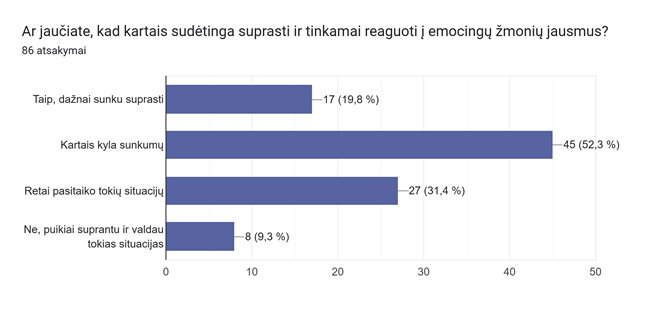 Ar jaučiate, kad kartais sudėtinga suprasti ir tinkamai reaguoti į emocingų žmonių jausmus?
86 atsakymai
Taip, dažnai sunku suprasti
17 (19,8 %)
Kartais kyla sunkumų
45 (52,3 %)
Retai pasitaiko tokių situacijų
27 (31,4 %)
Ne, puikiai suprantu ir valdau
tokias situacijas
8 (9,3 %)
0 10 20 30 40 50